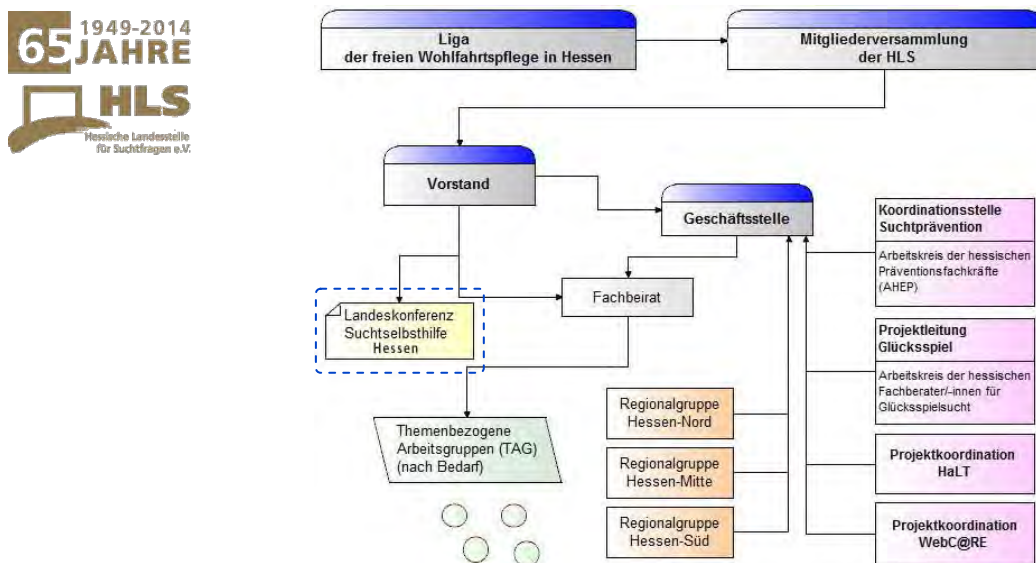 1949-2014
65 JAHRE
HLS
Hessische Landesstelle
für Suchtfragen e.V.
Liga
der freien Wohlfahrtspflege in Hessen
Mitgliederversammlung
der HLS
Vorstand
Geschäftsstelle
Koordinationsstelle
Suchtprävention
Arbeitskreis der hessischen
Präventionsfachkräfte
(AHEP)
Fachbeirat
Landeskonferenz
Suchtselbsthilfe
Hessen
Projektleitung
Glücksspiel
Arbeitskreis der hessischen
Fachberater/-innen für
Glücksspielsucht
Regionalgruppe
Hessen-Nord
Themenbezogene
Arbeitsgruppen (TAG)
(nach Bedarf)
Regionalgruppe
Hessen-Mitte
Projektkoordination
HaLT
Regionalgruppe
Hessen-Süd
Projektkoordination
WebC@RE